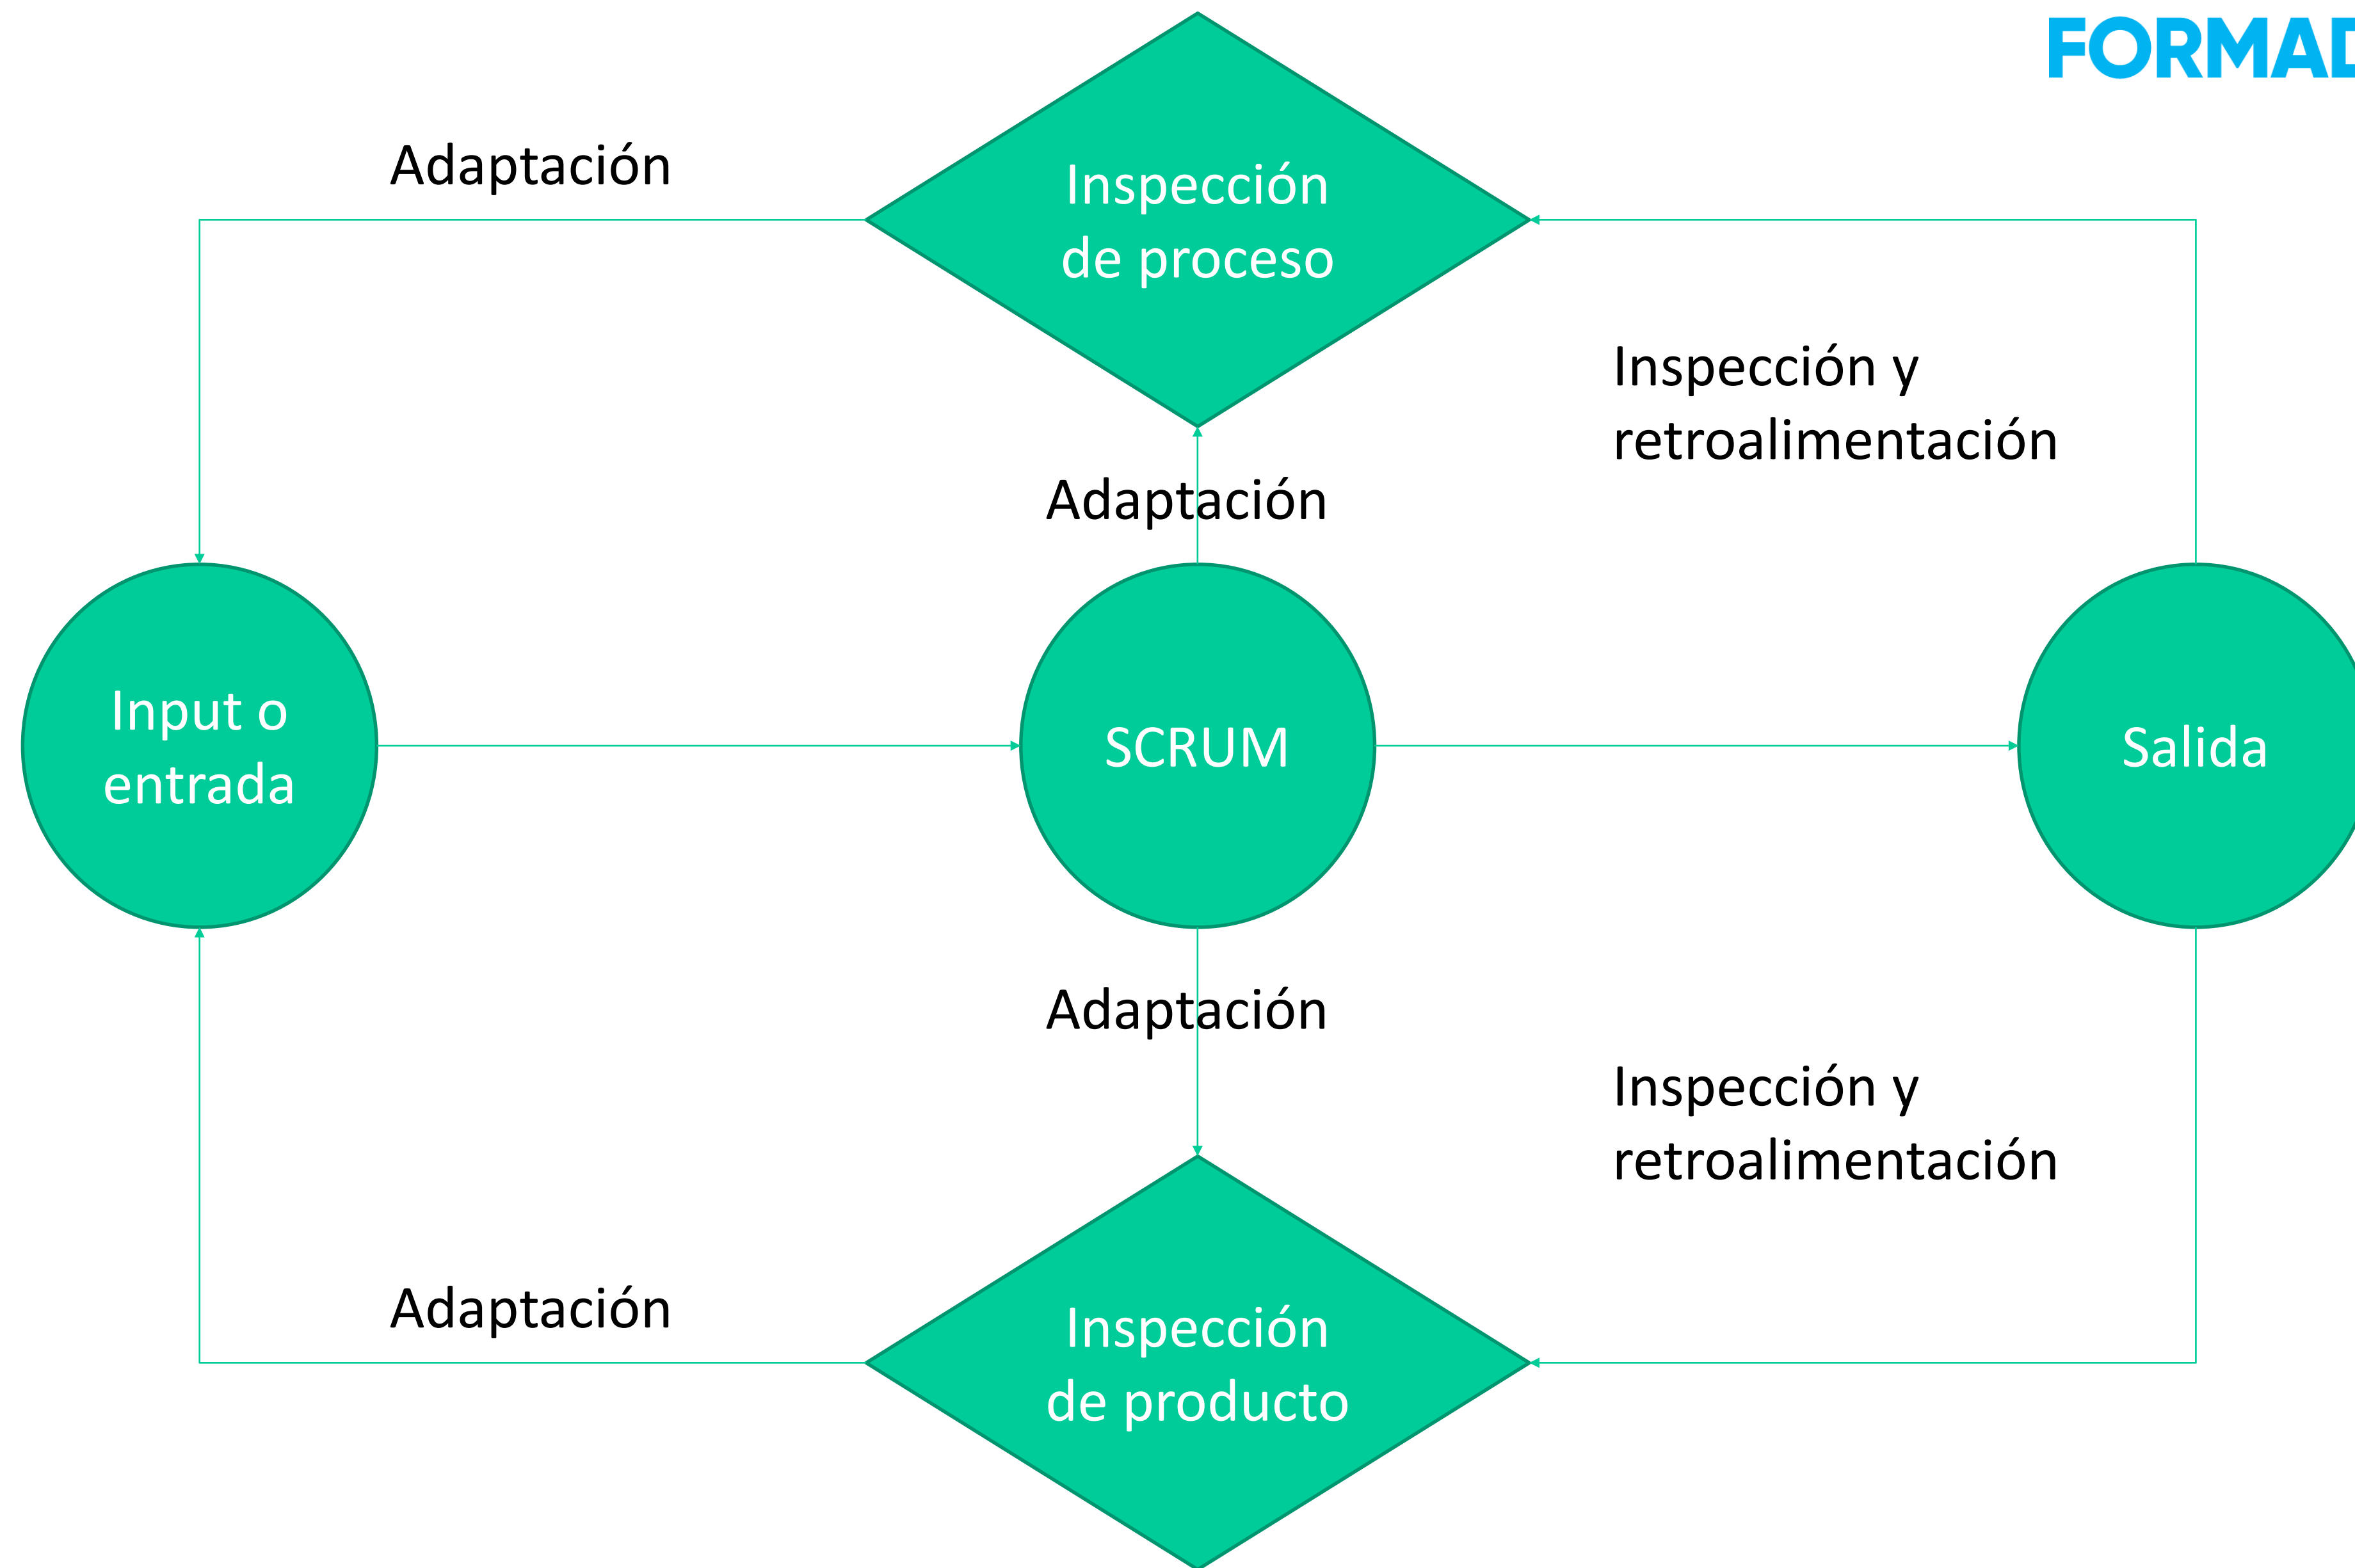 FORMAD
Adaptación
Inspección
de proceso
Inspección y
retroalimentación
Adaptación
Input o
entrada
SCRUM
Salida
Adaptación
Inspección y
retroalimentación
Adaptación
Inspección
de producto